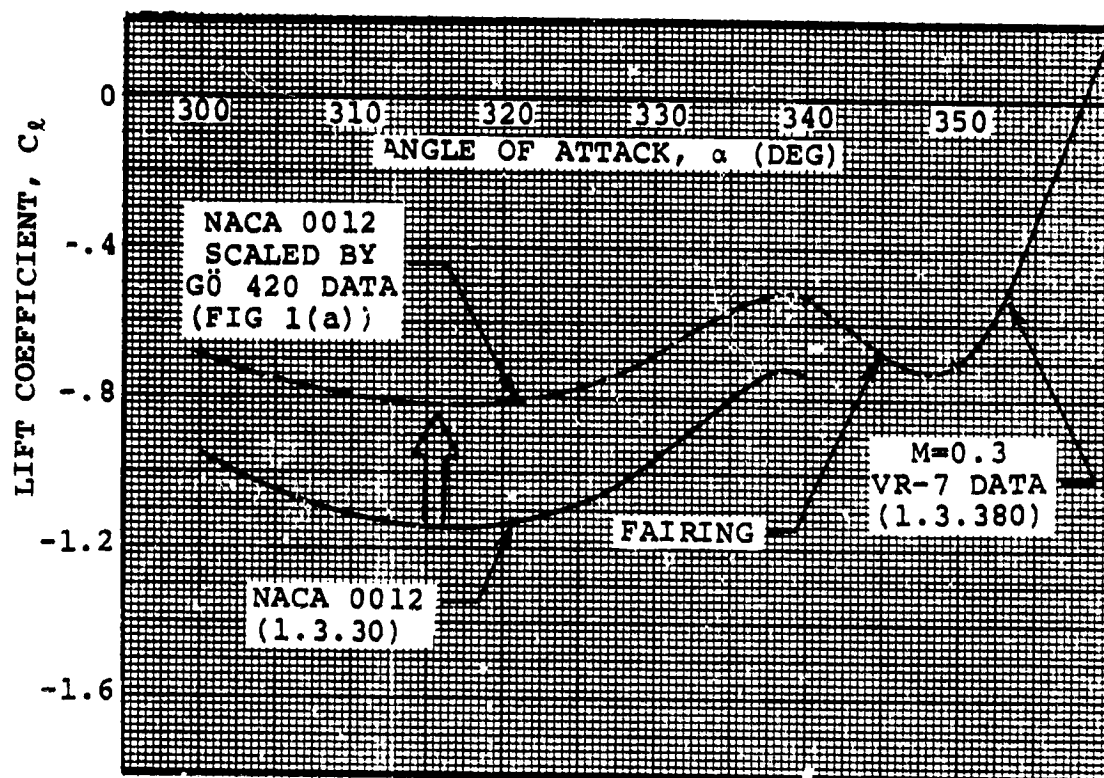 0
300 310 320 330 340 350
ANGLE OF ATTACK, α (DEG)
LIFT COEFFICIENT, Cℓ
NACA 0012
SCALED BY
GÖ 420 DATA
(FIG 1(a))
-.4
-.8
M=0.3
VR-7 DATA
(1.3.380)
FAIRING
-1.2
NACA 0012
(1.3.30)
-1.6